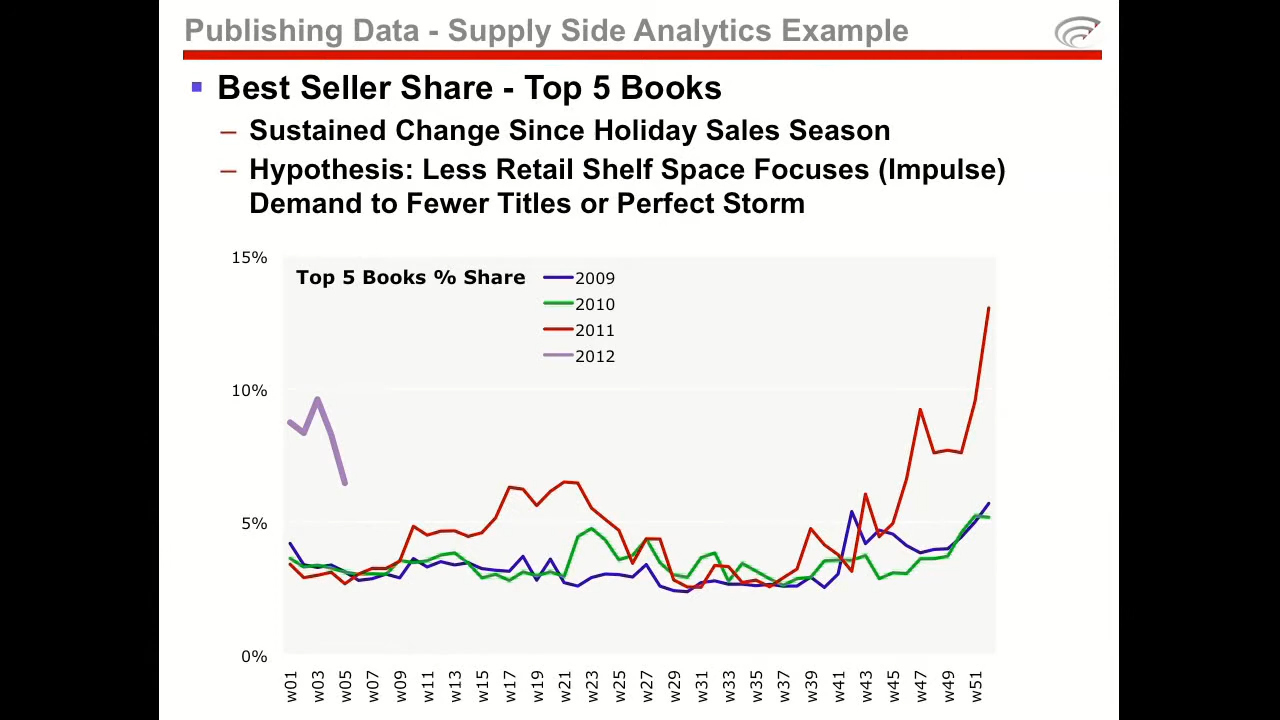 Publishing Data - Supply Side Analytics Example
Best Seller Share - Top 5 Books
– Sustained Change Since Holiday Sales Season
– Hypothesis: Less Retail Shelf Space Focuses (Impulse)
Demand to Fewer Titles or Perfect Storm
15%
Top 5 Books % Share
2009
2010
2011
2012
10%
5%
0%
w01 w03 w05 w07 w09 w11 w13 w15 w17 w19 w21 w23 w25 w27 w29 w31 w33 w35 w37 w39 w41 w43 w45 w47 w49 w51